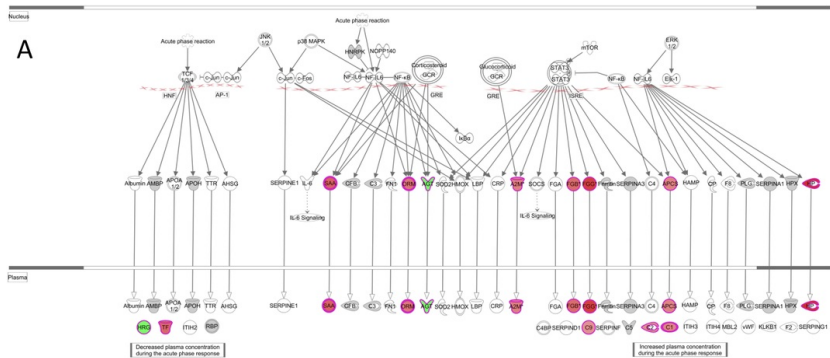 Nucleus
A
Acute phase reaction
JNK 1/2
p38 MAPK
Acute phase reaction
HNRPK
NOPP140
Corticosteroid
GCR
Glucocorticoid
GCR
mTOR
STAT3
STAT3
ERK 1/2
TCF 1/3/4
c-Jun
c-Jun
c-Jun
c-Fos
NF-IL6
NF-IL6
NF-κB
NF-κB
NF-IL6
Elk-1
HNF
AP-1
GRE
GRE
ISRE
IκBα
Albumin AMBP APOA 1/2 APOH TTR AHSG SERPINE1 IL-6 SAA CFB C3 FN1 ORM AGT SOD2 HMOX LBP CRP A2M SOCS FGA FGB FGG Ferritin SERPINA3 C4 APCS HAMP CP F8 PLG SERPINA1 HPX HP
IL-6 Signaling
IL-6 Signaling
Plasma
Albumin AMBP APOA 1/2 APOH TTR AHSG SERPINE1 SAA CFB C3 FN1 ORM AGT SOD2 HMOX LBP CRP A2M FGA FGB FGG Ferritin SERPINA3 C4 APCS HAMP CP F8 PLG SERPINA1 HPX HP
HRG TF ITIH2 RBP C4BP SERPIND1 C9 SERPINF C5 C2 C1 ITIH3 ITIH4 MBL2 vWF KLKB1 F2 SERPING1
Decreased plasma concentration
during the acute phase response
Increased plasma concentration
during the acute phase response